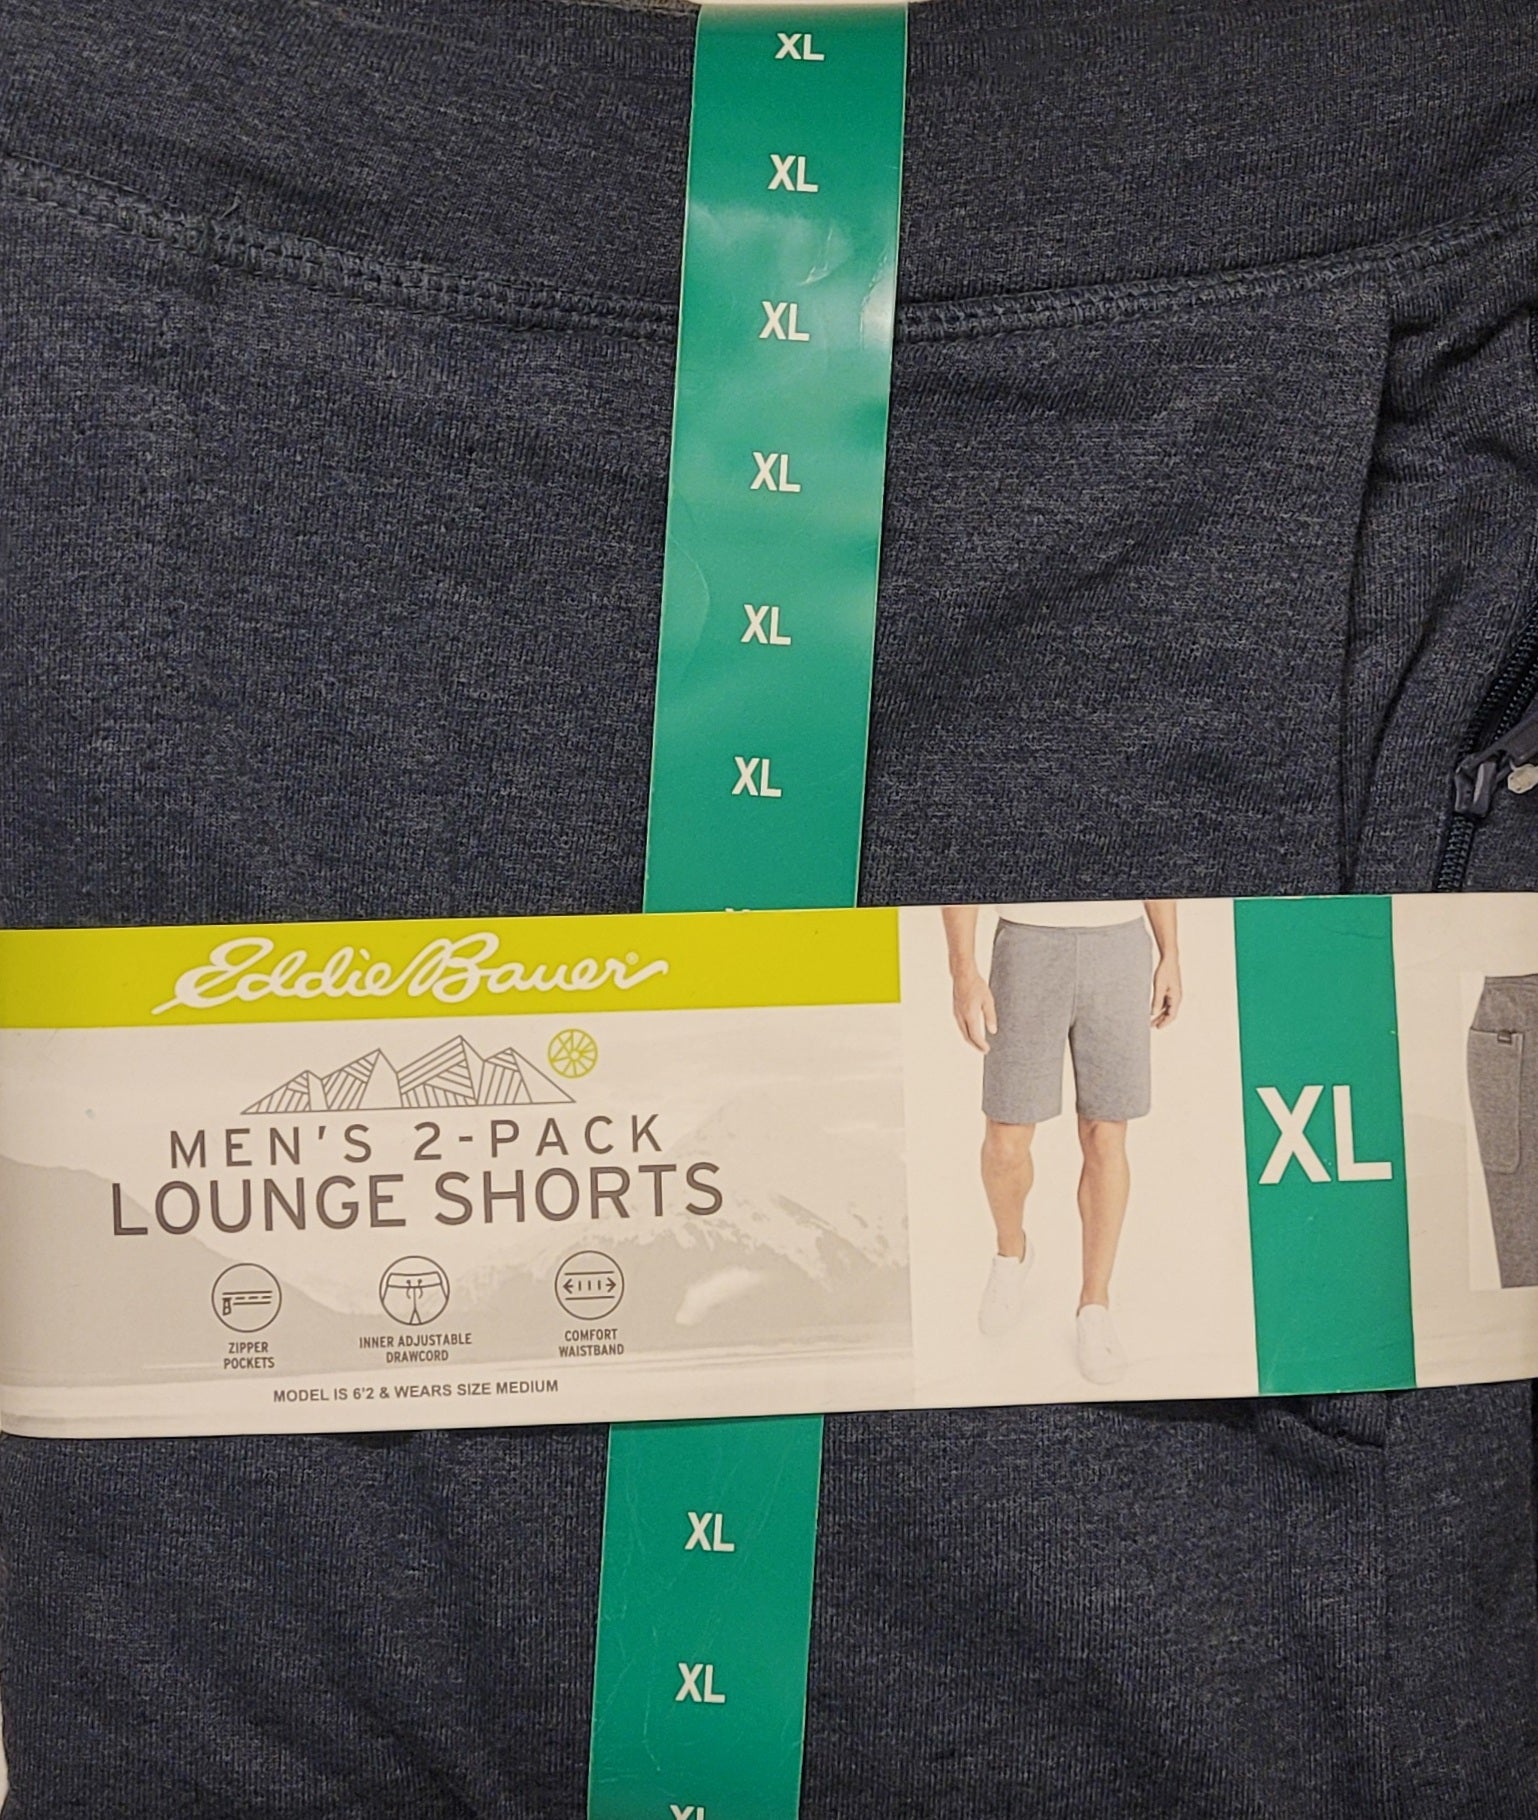 XL
XL
XL
XL
XL
XL
Eddie Bauer®
MEN'S 2-PACK
LOUNGE SHORTS
ZIPPER
POCKETS
INNER ADJUSTABLE
DRAWCORD
COMFORT
WAISTBAND
MODEL IS 6'2 & WEARS SIZE MEDIUM
XL
XL
XL
XL